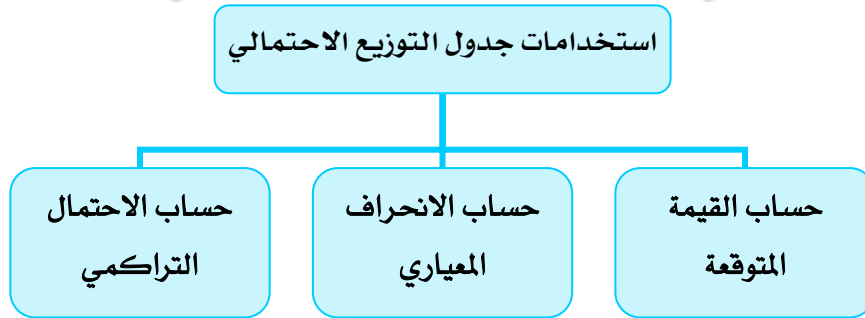 استخدامات جدول التوزيع الاحتمالي
حساب القيمة
المتوقعة
حساب الانحراف
المعياري
حساب الاحتمال
التراكمي